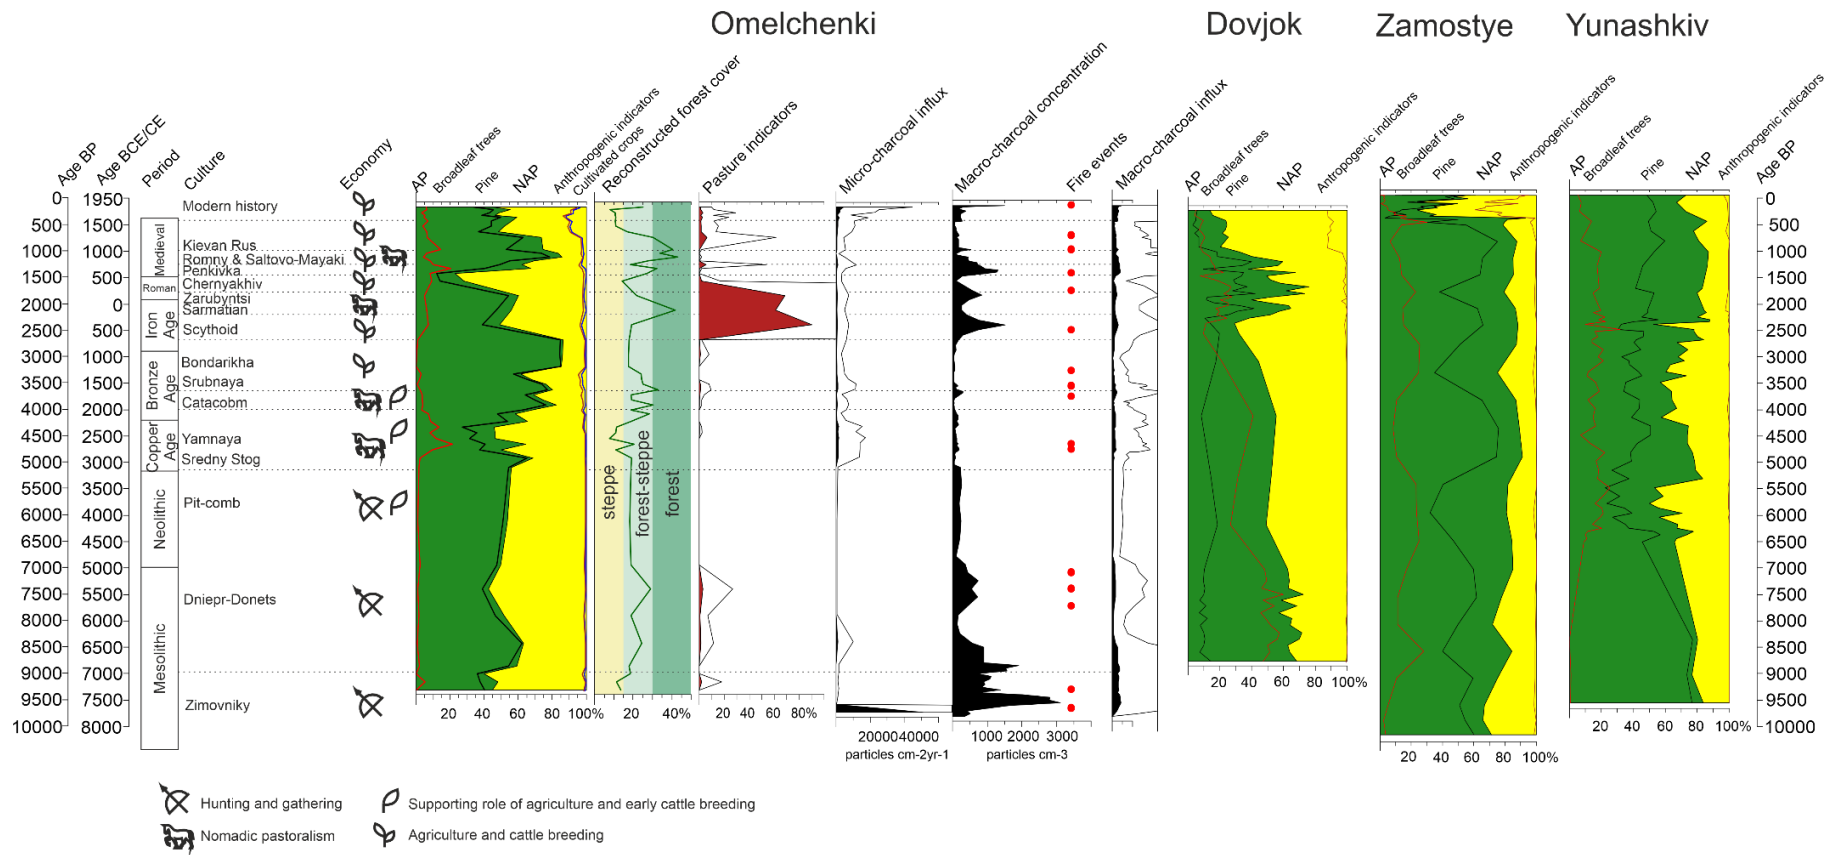 Omelchenki
Dovjok
Zamostye
Yunashkiv
Age BP
Age BCE/CE
Period
Culture
Economy
AP
Broadleaf trees
Pine
NAP
Anthropogenic indicators
Cultivated crops
Reconstructed forest cover
Pasture indicators
Micro-charcoal influx
Macro-charcoal concentration
Fire events
Macro-charcoal influx
AP
Broadleaf trees
Pine
NAP
Antropogenic indicators
AP
Broadleaf trees
Pine
NAP
Anthropogenic indicators
AP
Broadleaf trees
Pine
NAP
Anthropogenic indicators
Age BP
0
500
1000
1500
2000
2500
3000
3500
4000
4500
5000
5500
6000
6500
7000
7500
8000
8500
9000
9500
10000
1950
1500
1000
500
0
500
1000
1500
2000
2500
3000
3500
4000
4500
5000
5500
6000
6500
7000
7500
8000
Medieval
Roman
Iron
Age
Bronze
Age
Copper
Age
Neolithic
Mesolithic
Modern history
Kievan Rus
Romny & Saltovo-Mayaki
Penkivka
Chernyakhiv
Zarubyntsi
Sarmatian
Scythoid
Bondarikha
Srubnaya
Catacobm
Yamnaya
Sredny Stog
Pit-comb
Dniepr-Donets
Zimovniky
steppe
forest-steppe
forest
0
500
1000
1500
2000
2500
3000
3500
4000
4500
5000
5500
6000
6500
7000
7500
8000
8500
9000
9500
10000
20 40 60 80 100%
20 40%
20 40 60 80%
20000 40000
particles cm-2yr-1
1000 2000 3000
particles cm-3
20 40 60 80 100%
20 40 60 80 100%
20 40 60 80 100%
Hunting and gathering
Supporting role of agriculture and early cattle breeding
Nomadic pastoralism
Agriculture and cattle breeding